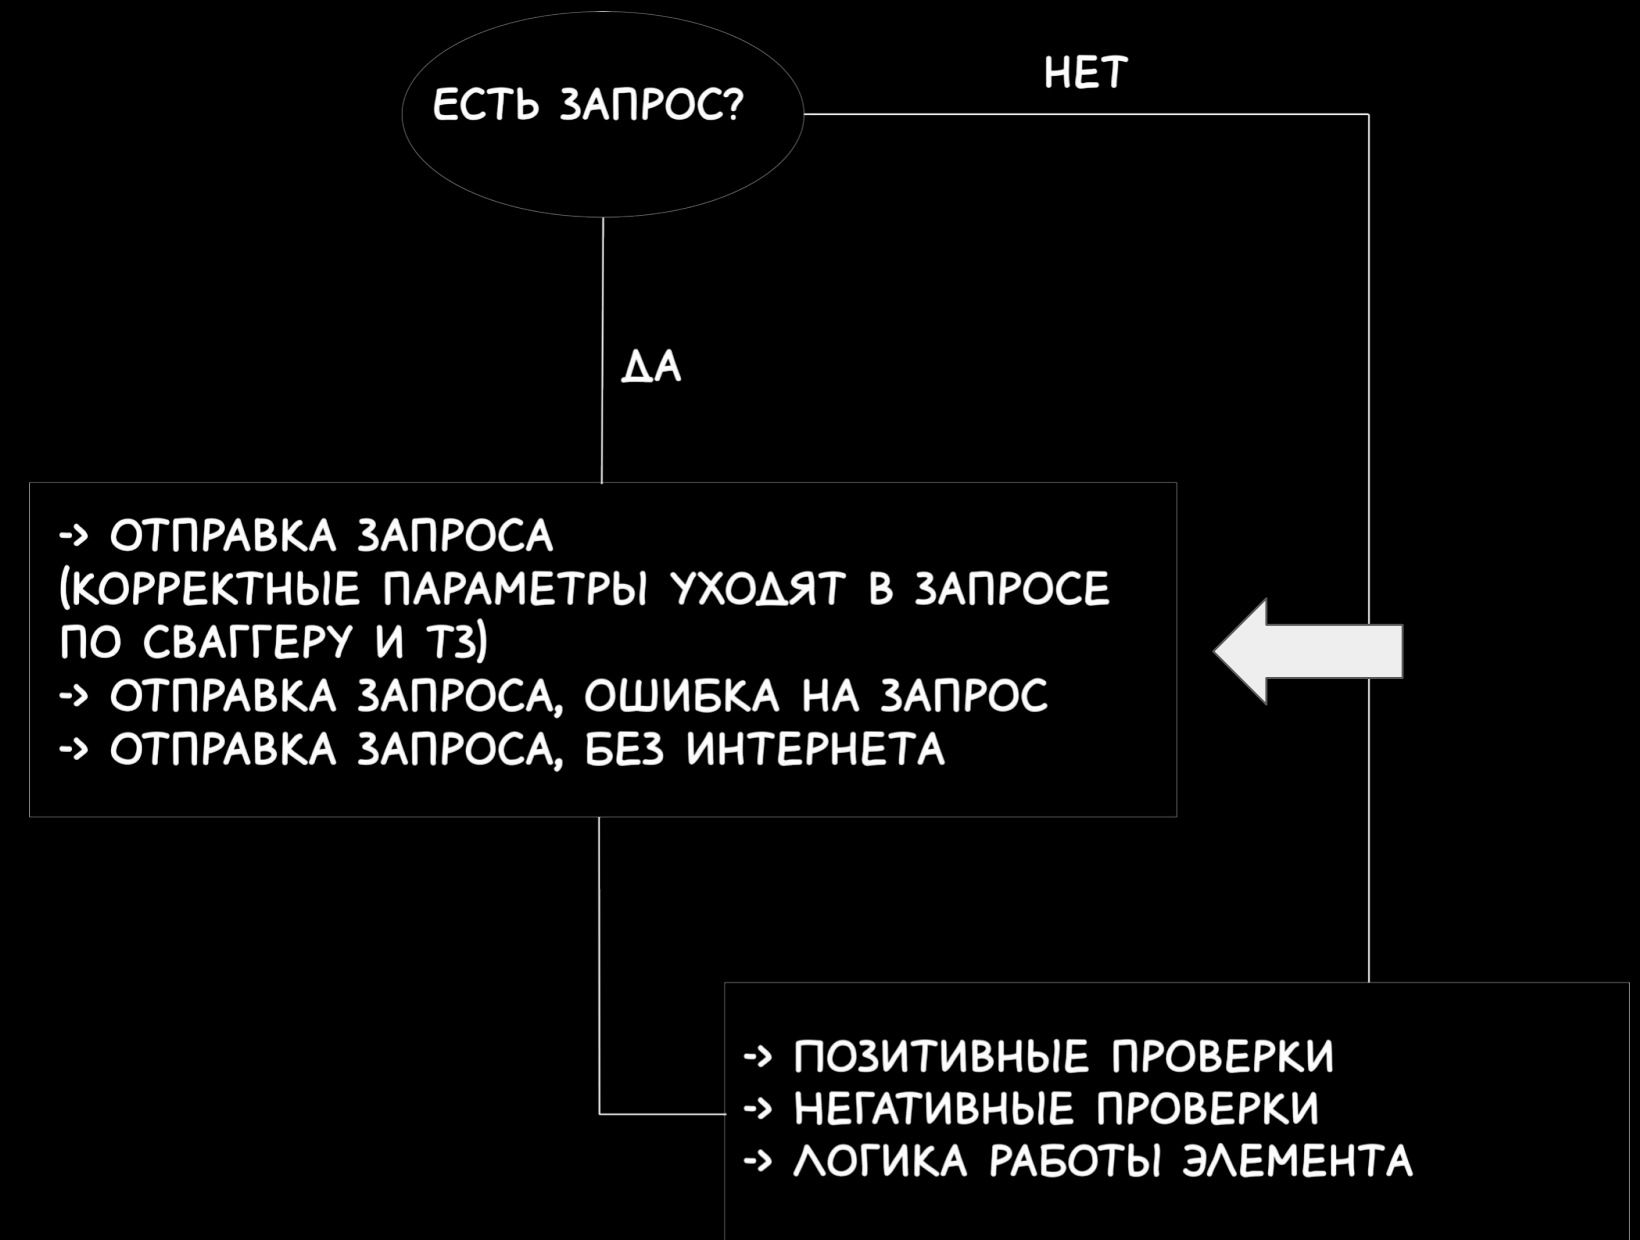 ЕСТЬ ЗАПРОС?
НЕТ
ДА
-> ОТПРАВКА ЗАПРОСА
(КОРРЕКТНЫЕ ПАРАМЕТРЫ УХОДЯТ В ЗАПРОСЕ
ПО СВАГГЕРУ И ТЗ)
-> ОТПРАВКА ЗАПРОСА, ОШИБКА НА ЗАПРОС
-> ОТПРАВКА ЗАПРОСА, БЕЗ ИНТЕРНЕТА
-> ПОЗИТИВНЫЕ ПРОВЕРКИ
-> НЕГАТИВНЫЕ ПРОВЕРКИ
-> ЛОГИКА РАБОТЫ ЭЛЕМЕНТА